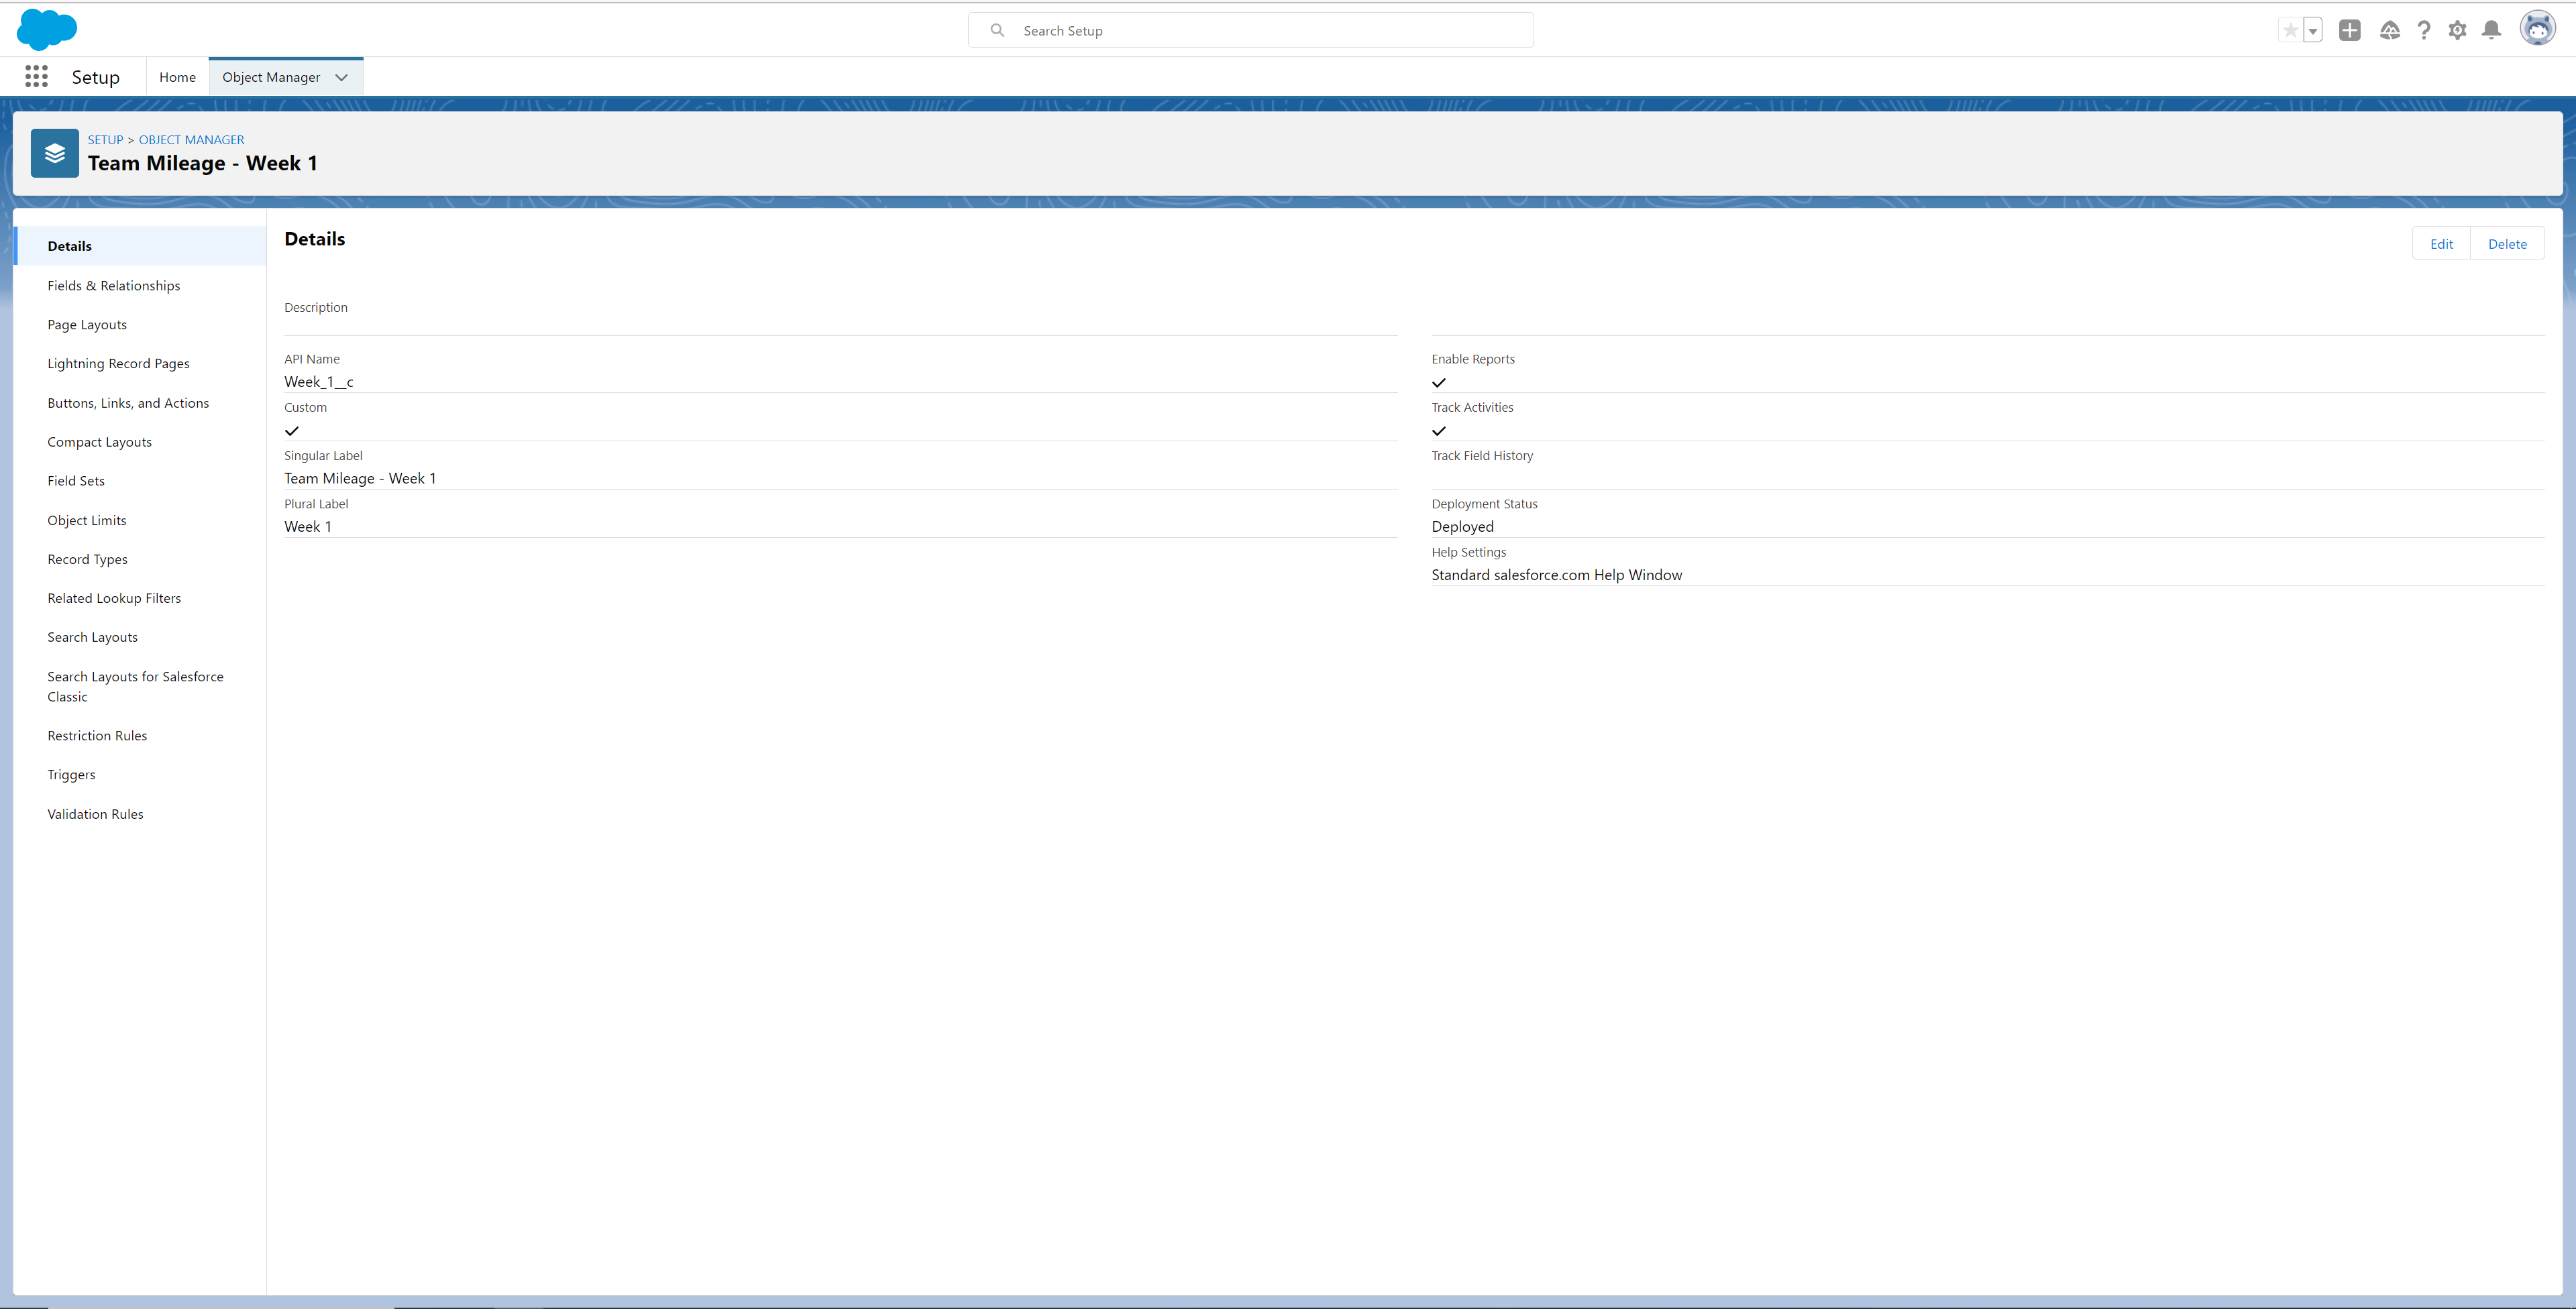 Search Setup
Setup
Home
Object Manager
SETUP > OBJECT MANAGER
Team Mileage - Week 1
Details
Fields & Relationships
Page Layouts
Lightning Record Pages
Buttons, Links, and Actions
Compact Layouts
Field Sets
Object Limits
Record Types
Related Lookup Filters
Search Layouts
Search Layouts for Salesforce
Classic
Restriction Rules
Triggers
Validation Rules
Details
Edit
Delete
Description
API Name
Week_1__c
Custom
Singular Label
Team Mileage - Week 1
Plural Label
Week 1
Enable Reports
Track Activities
Track Field History
Deployment Status
Deployed
Help Settings
Standard salesforce.com Help Window